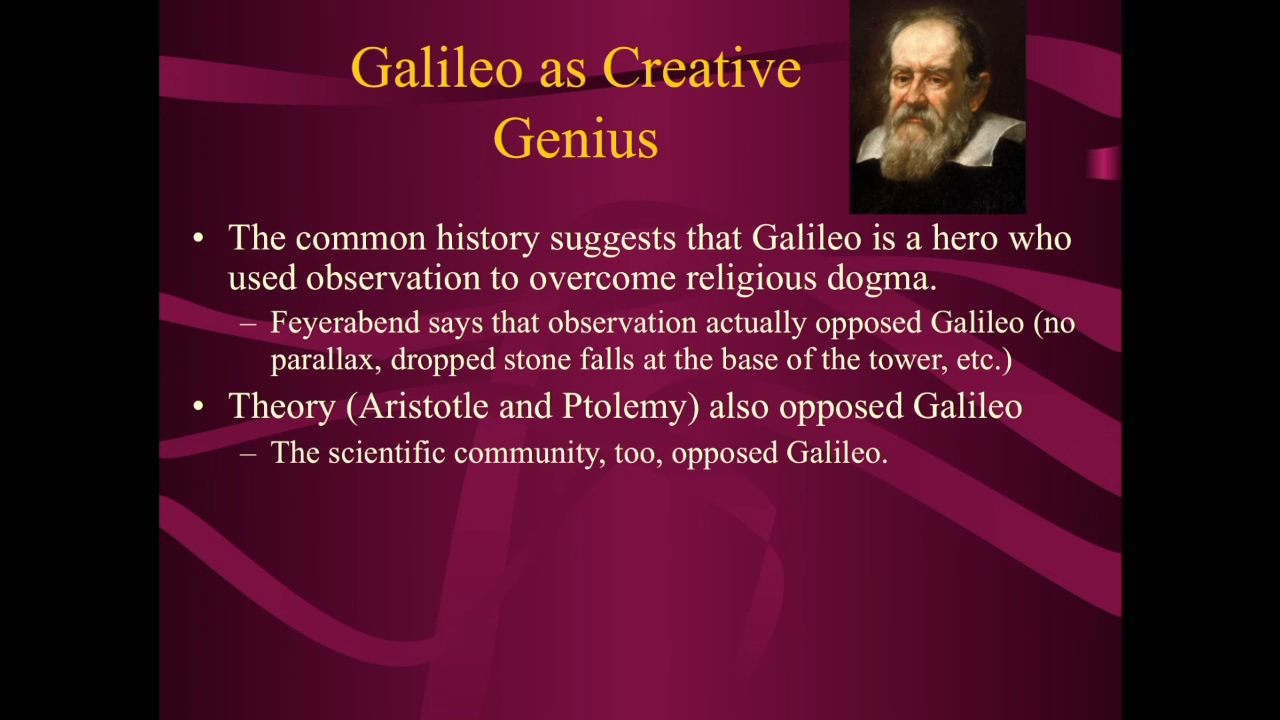 Galileo as Creative
Genius
• The common history suggests that Galileo is a hero who
used observation to overcome religious dogma.
– Feyerabend says that observation actually opposed Galileo (no
parallax, dropped stone falls at the base of the tower, etc.)
• Theory (Aristotle and Ptolemy) also opposed Galileo
– The scientific community, too, opposed Galileo.